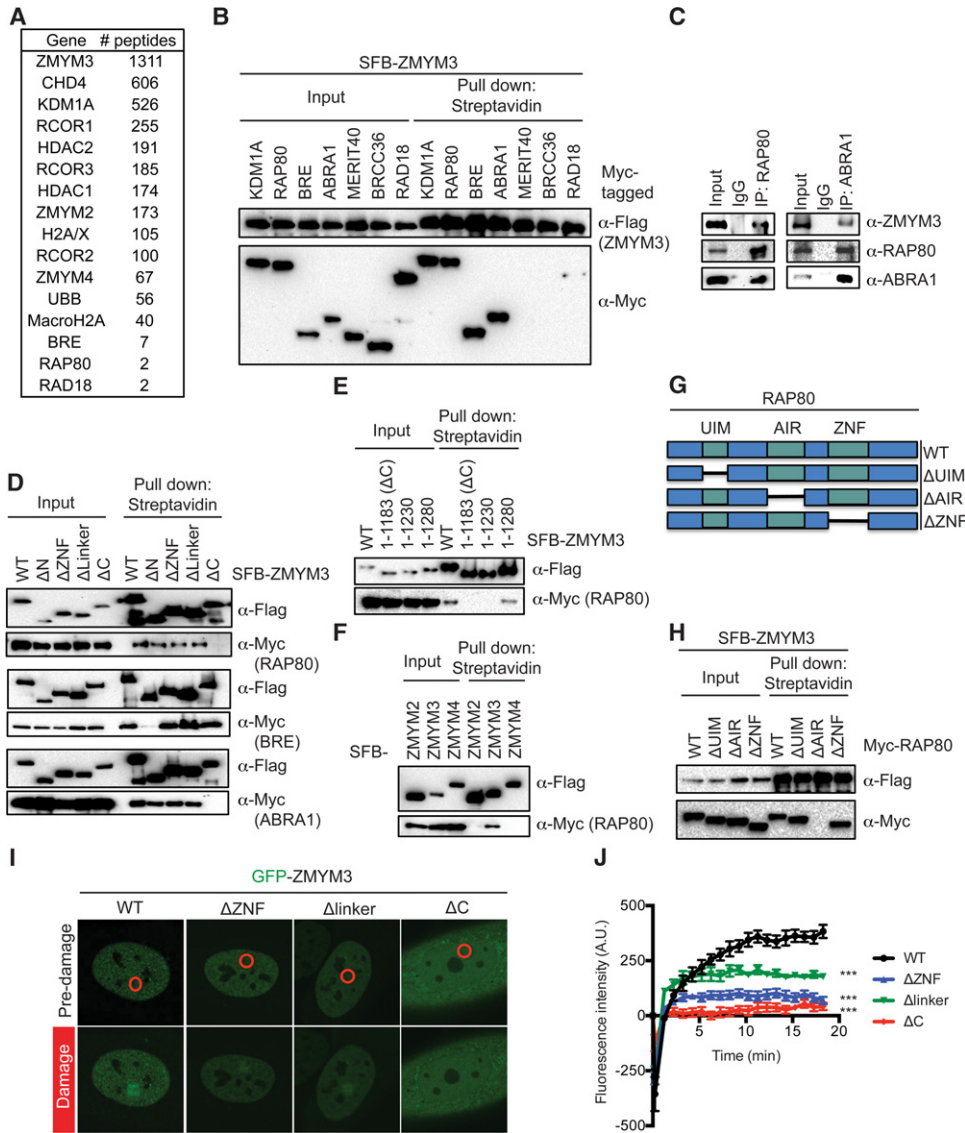 A
Gene # peptides
ZMYM3 1311
CHD4 606
KDM1A 526
RCOR1 255
HDAC2 191
RCOR3 185
HDAC1 174
ZMYM2 173
H2A/X 105
RCOR2 100
ZMYM4 67
UBB 56
MacroH2A 40
BRE 7
RAP80 2
RAD18 2
B
SFB-ZMYM3
Input
Pull down:
Streptavidin
KDM1A RAP80 BRE ABRA1 MERIT40 BRCC36 RAD18 KDM1A RAP80 BRE ABRA1 MERIT40 BRCC36 RAD18
Myc-
tagged
α-Flag
(ZMYM3)
α-Myc
C
Input IgG IP: RAP80 Input IgG IP: ABRA1
α-ZMYM3
α-RAP80
α-ABRA1
D
Input
Pull down:
Streptavidin
WT ΔN ΔZNF ΔLinker ΔC WT ΔN ΔZNF ΔLinker ΔC
SFB-ZMYM3
α-Flag
α-Myc
(RAP80)
α-Flag
α-Myc
(BRE)
α-Flag
α-Myc
(ABRA1)
E
Input
Pull down:
Streptavidin
WT 1-1183 (ΔC) 1-1230 1-1280 WT 1-1183 (ΔC) 1-1230 1-1280
SFB-ZMYM3
α-Flag
α-Myc (RAP80)
F
Input
Pull down:
Streptavidin
SFB-
ZMYM2 ZMYM3 ZMYM4 ZMYM2 ZMYM3 ZMYM4
α-Flag
α-Myc (RAP80)
G
RAP80
UIM AIR ZNF
WT
ΔUIM
ΔAIR
ΔZNF
H
SFB-ZMYM3
Input
Pull down:
Streptavidin
WT ΔUIM ΔAIR ΔZNF WT ΔUIM ΔAIR ΔZNF
Myc-RAP80
α-Flag
α-Myc
I
GFP-ZMYM3
WT ΔZNF Δlinker ΔC
Pre-damage
Damage
J
Fluorescence intensity (A.U.)
500
250
0
-250
-500
5 10 15 20
Time (min)
WT
ΔZNF
Δlinker
ΔC
***
***
***